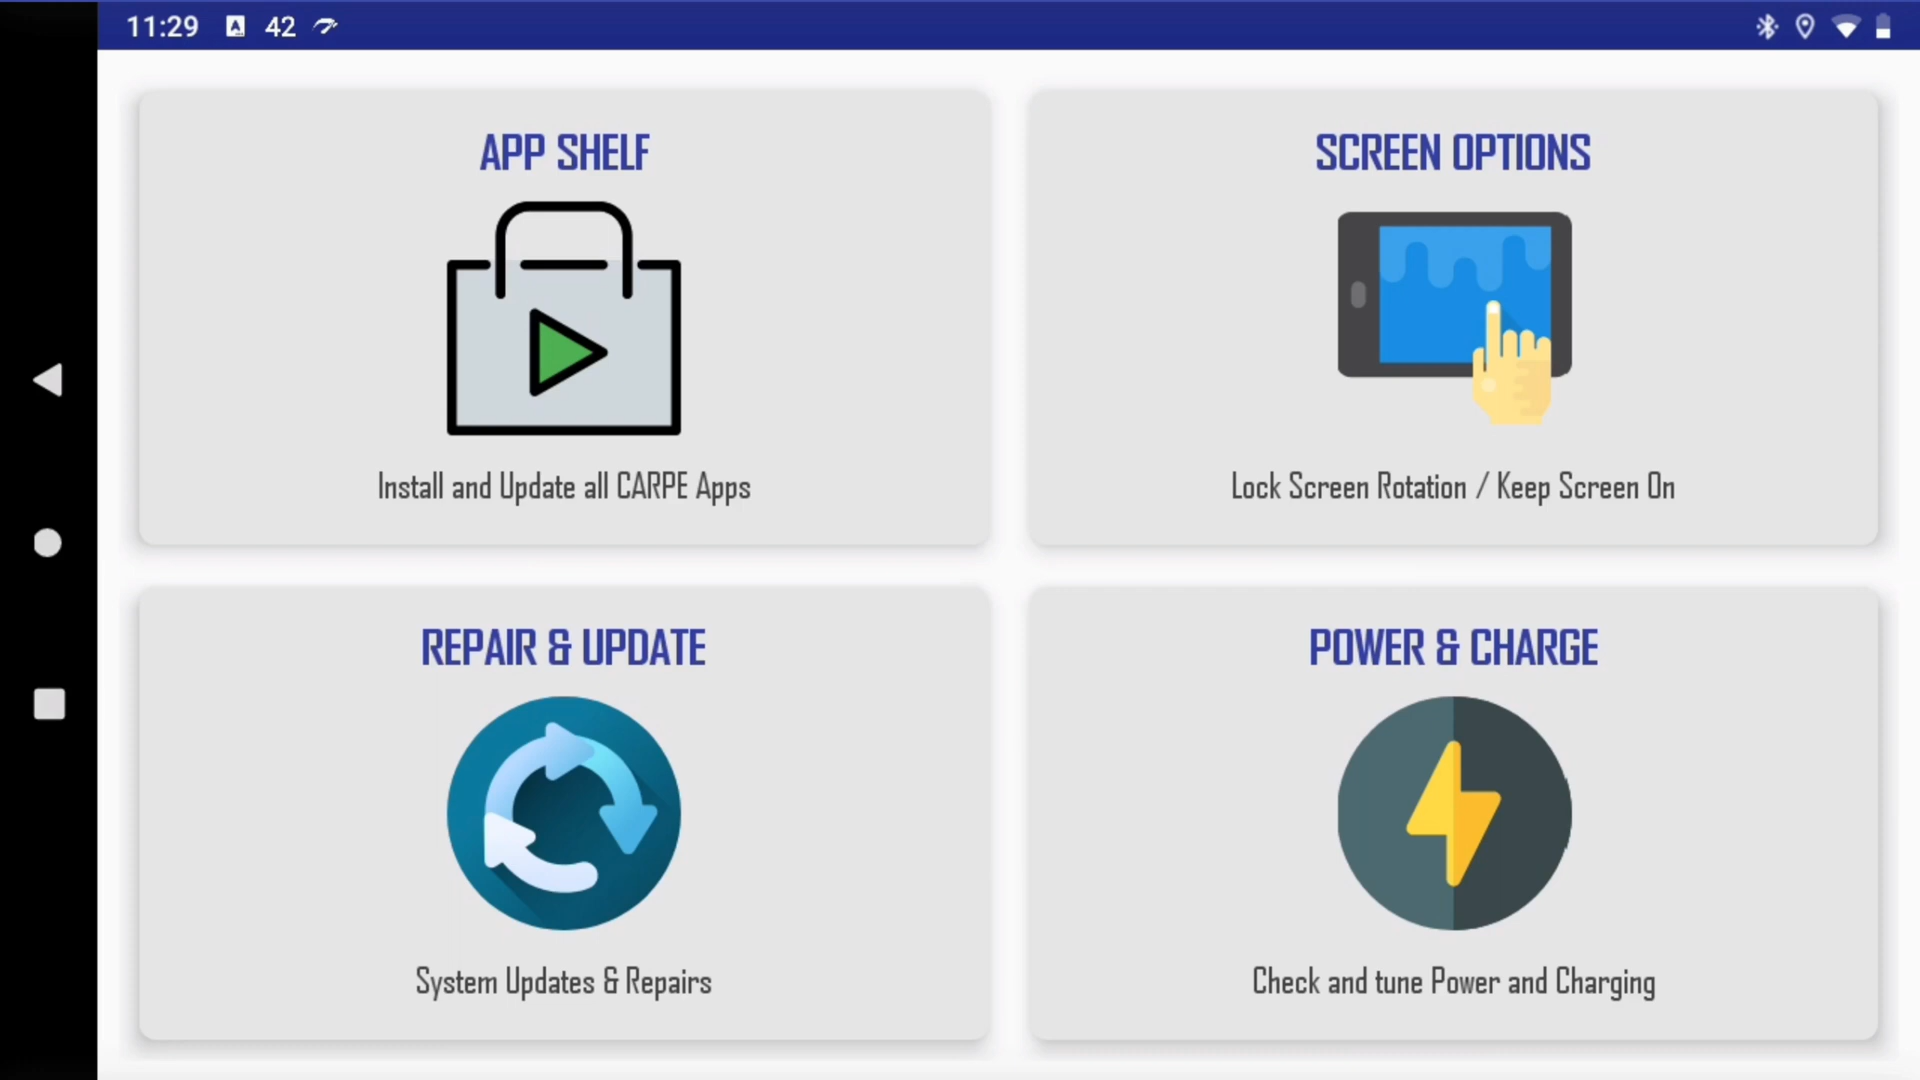 11:29 42
APP SHELF
Install and Update all CARPE Apps
SCREEN OPTIONS
Lock Screen Rotation / Keep Screen On
REPAIR & UPDATE
System Updates & Repairs
POWER & CHARGE
Check and tune Power and Charging